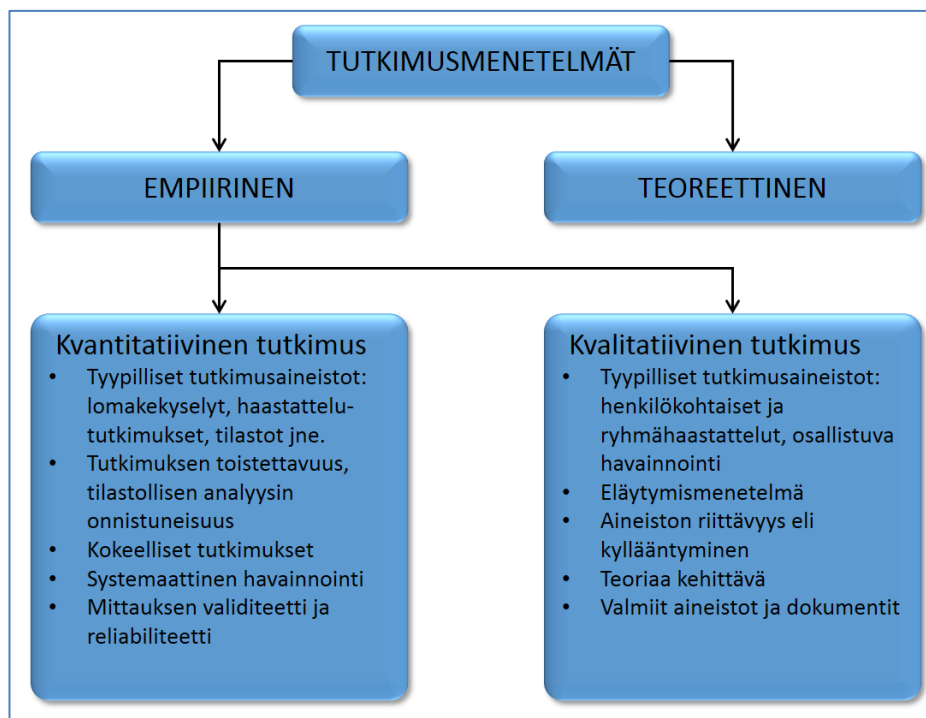 TUTKIMUSMENETELMÄT
EMPIIRINEN
TEOREETTINEN
Kvantitatiivinen tutkimus
• Tyypilliset tutkimusaineistot:
lomakekyselyt, haastattelu-
tutkimukset, tilastot jne.
• Tutkimuksen toistettavuus,
tilastollisen analyysin
onnistuneisuus
• Kokeelliset tutkimukset
• Systemaattinen havainnointi
• Mittauksen validiteetti ja
reliabiliteetti
Kvalitatiivinen tutkimus
• Tyypilliset tutkimusaineistot:
henkilökohtaiset ja
ryhmähaastattelut, osallistuva
havainnointi
• Eläytymismenetelmä
• Aineiston riittävyys eli
kyllääntyminen
• Teoriaa kehittävä
• Valmiit aineistot ja dokumentit